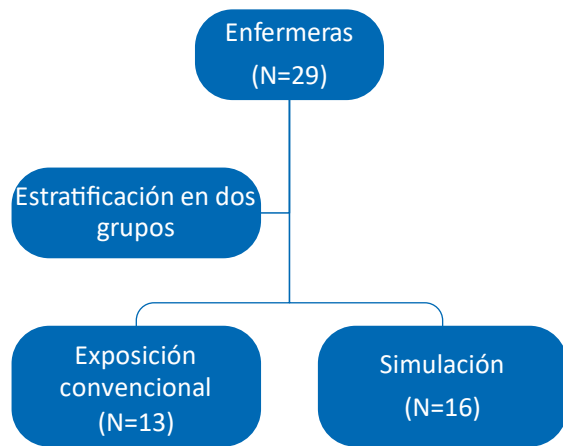 Enfermeras
(N=29)
Estratificación en dos
grupos
Exposición
convencional
(N=13)
Simulación
(N=16)